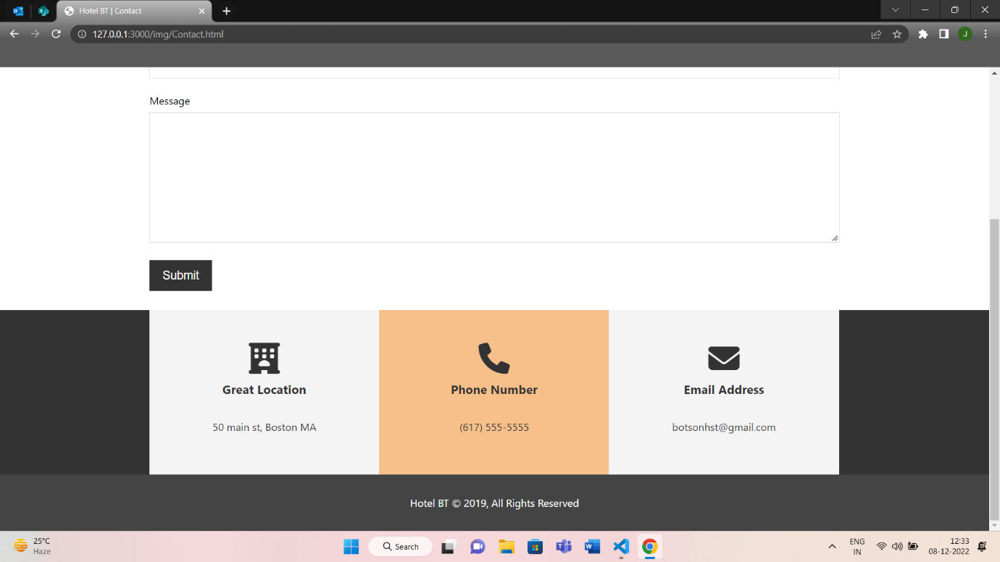 Hotel BT | Contact
127.0.0.1:3000/img/Contact.html
J
Message
Submit
Great Location
Phone Number
Email Address
50 main st, Boston MA
(617) 555-5555
botsonhst@gmail.com
Hotel BT © 2019, All Rights Reserved
25°C
Haze
Search
ENG
IN
12:33
08-12-2022